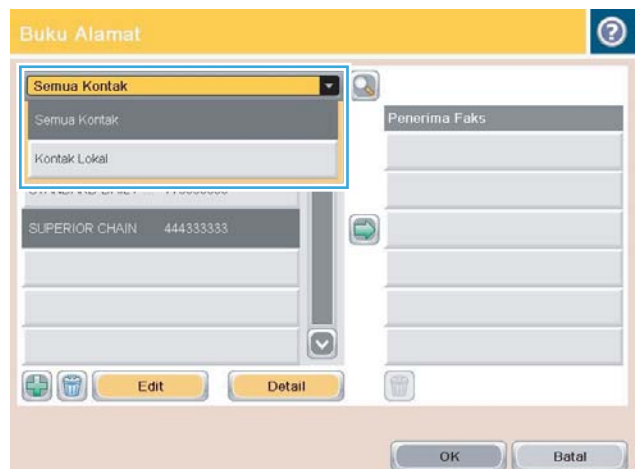 Buku Alamat
Semua Kontak
Semua Kontak
Kontak Lokal
SUPERIOR CHAIN 444333333
Penerima Faks
Edit
Detail
OK
Batal